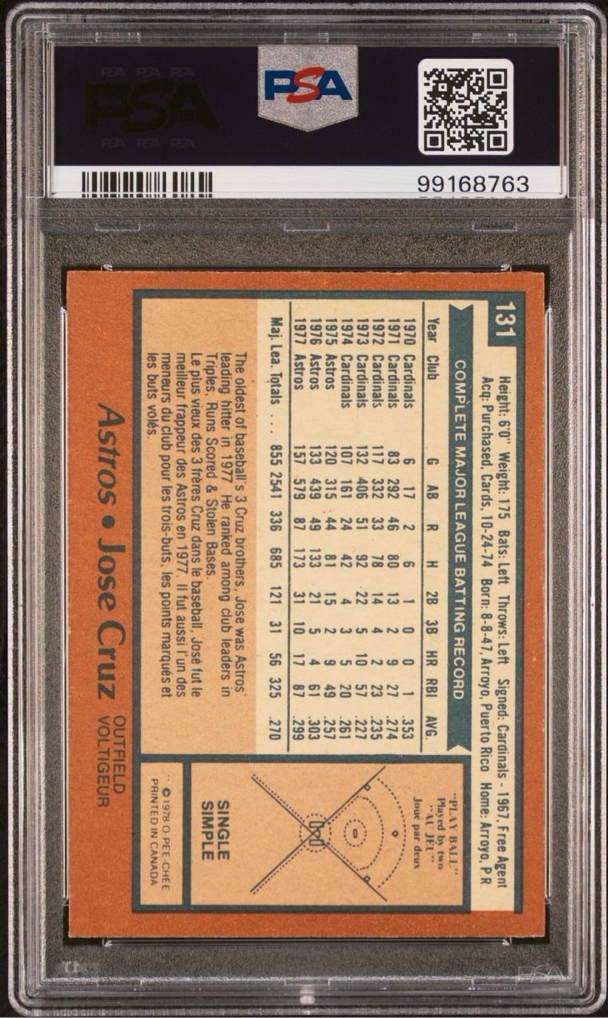 PSA
99168763
131
Height: 6'0" Weight: 175 Bats: Left Throws: Left Signed: Cardinals - 1967, Free Agent
Acq: Purchased, Cards, 10-24-74 Born: 8-8-47, Arroyo, Puerto Rico Home: Arroyo, P.R
COMPLETE MAJOR LEAGUE BATTING RECORD
Year Club G AB R H 2B 3B HR RBI AVG.
1970 Cardinals 6 17 2 6 1 0 0 1 .353
1971 Cardinals 83 292 46 80 13 2 9 27 .274
1972 Cardinals 117 332 33 78 14 4 2 23 .235
1973 Cardinals 132 406 51 92 22 5 10 57 .227
1974 Cardinals 107 161 24 42 4 3 5 20 .261
1975 Astros 120 315 44 81 15 2 9 49 .257
1976 Astros 133 439 49 133 21 5 4 61 .303
1977 Astros 157 579 87 173 31 10 17 87 .299
Maj. Lea. Totals . . . . 855 2541 336 685 121 31 56 325 .270
The oldest of baseball's 3 Cruz brothers, Jose was Astros'
leading hitter in 1977. He ranked among club leaders in
Triples, Runs Scored & Stolen Bases.
Le plus vieux des 3 frères Cruz dans le baseball, José fut le
meilleur frappeur des Astros en 1977. Il fut aussi l'un des
meneurs du club pour les trois-buts, les points marqués et
les buts volés.
"PLAY BALL"
Played by two
"AU JEU"
Joué par deux
SINGLE
SIMPLE
© 1978 O-PEE-CHEE
PRINTED IN CANADA
Astros • Jose Cruz
OUTFIELD
VOLTIGEUR